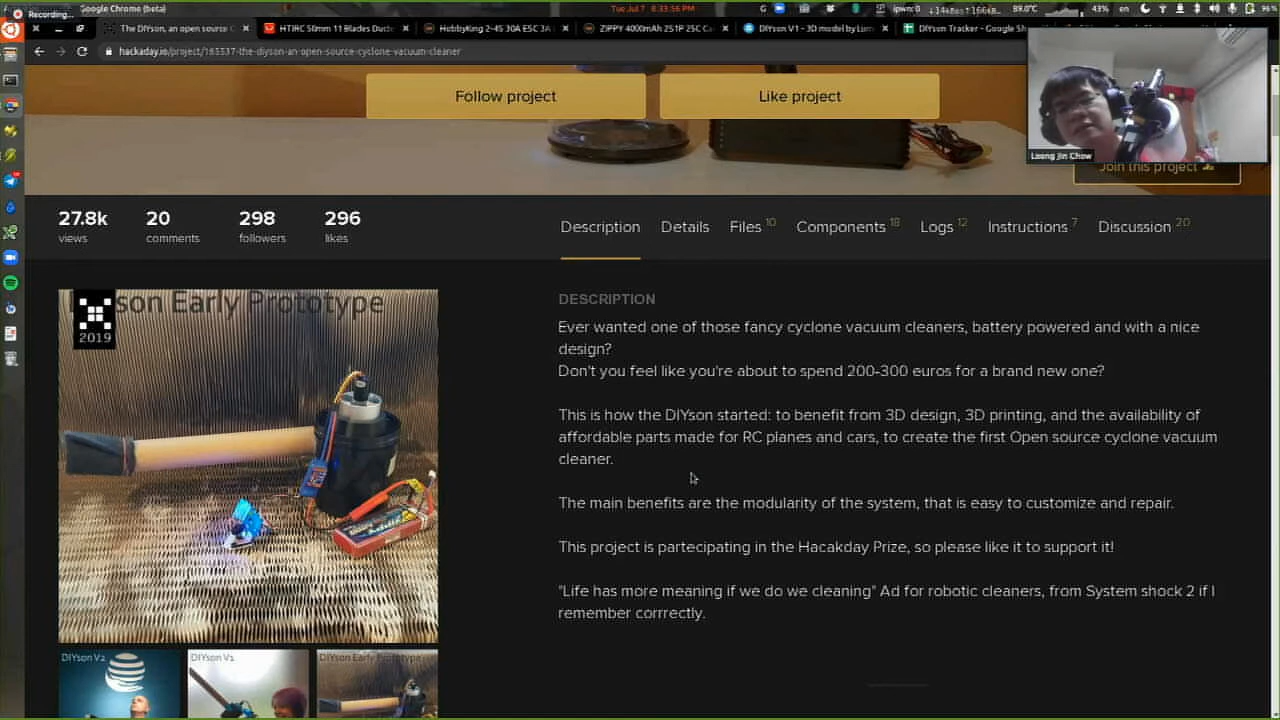 Recording...
Google Chrome (beta)
Tue Jul 7 8:33:56 PM
G
ipwrc 0
89.0°C
43%
en
96%
The DIYson, an open source C
HTIRC 50mm 11 Blades Ducte
HobbyKing 2-4S 30A ESC 3A
ZIPPY 4000mAh 2S1P 25C Ca
DIYson V1 - 3D model by Lim
DIYson Tracker - Google Sh
hackaday.io/project/163537-the-diyson-an-open-source-cyclone-vacuum-cleaner
Follow project
Like project
Loong Jin Chow
Join this project
27.8k
views
20
comments
298
followers
296
likes
Description
Details
Files 10
Components 18
Logs 12
Instructions 7
Discussion 20
son Early Prototype
2019
DESCRIPTION
Ever wanted one of those fancy cyclone vacuum cleaners, battery powered and with a nice
design?
Don't you feel like you're about to spend 200-300 euros for a brand new one?
This is how the DIYson started: to benefit from 3D design, 3D printing, and the availability of
affordable parts made for RC planes and cars, to create the first Open source cyclone vacuum
cleaner.
The main benefits are the modularity of the system, that is easy to customize and repair.
This project is partecipating in the Hacakday Prize, so please like it to support it!
"Life has more meaning if we do we cleaning" Ad for robotic cleaners, from System shock 2 if I
remember corrrectly.
DIYson V2
DIYson V1
DIYson Early Prototype